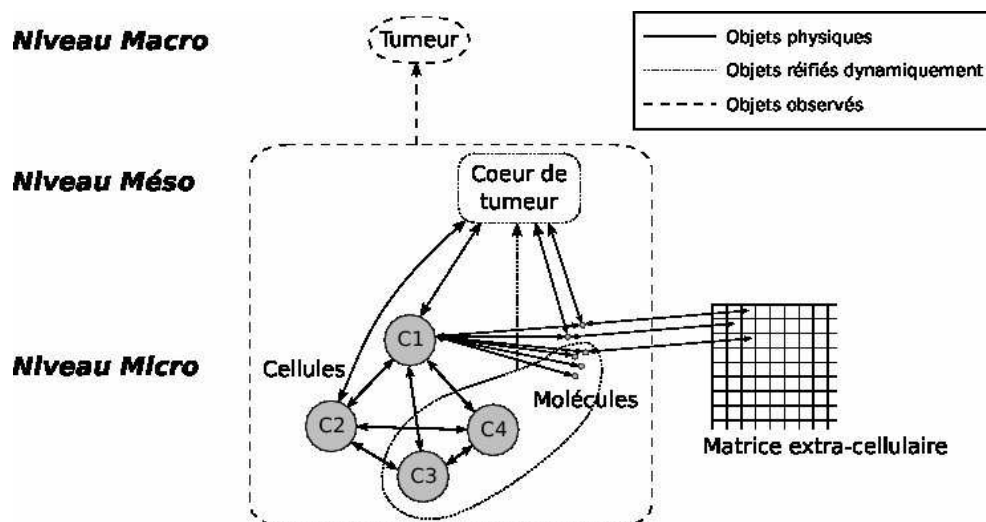 Niveau Macro
Tumeur
Objets physiques
Objets réifiés dynamiquement
Objets observés
Niveau Méso
Coeur de
tumeur
Niveau Micro
Cellules
C1
C2
C3
C4
Molécules
Matrice extra-cellulaire